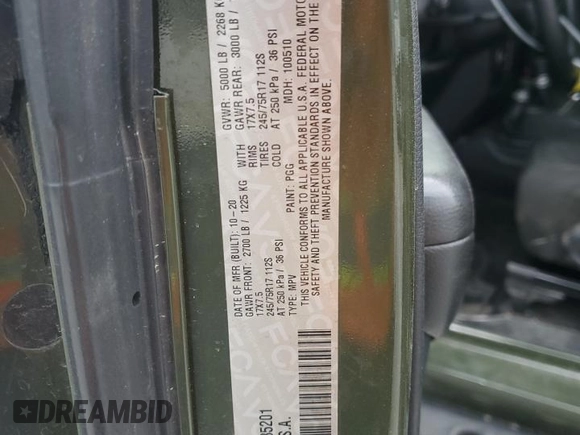 DATE OF MFR (BUILT): 10-20 GVWR: 5000 LB / 2268 K
GAWR FRONT: 2700 LB / 1225 KG WITH GAWR REAR: 3000 LB /
17X7.5 RIMS 17X7.5
245/75R17 112S TIRES 245/75R17 112S
AT 250 kPa / 36 PSI COLD AT 250 kPa / 36 PSI
TYPE: MPV PAINT: PGG MDH: 100510
THIS VEHICLE CONFORMS TO ALL APPLICABLE U.S.A. FEDERAL MOTO
SAFETY AND THEFT PREVENTION STANDARDS IN EFFECT ON THE
MANUFACTURE SHOWN ABOVE.
5201
S.A.
DREAMBID